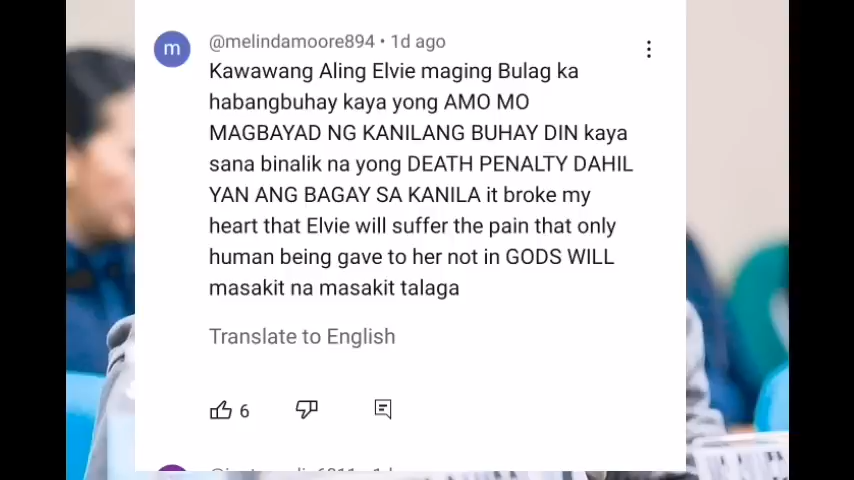 m
@melindamoore894 • 1d ago
Kawawang Aling Elvie maging Bulag ka
habangbuhay kaya yong AMO MO
MAGBAYAD NG KANILANG BUHAY DIN kaya
sana binalik na yong DEATH PENALTY DAHIL
YAN ANG BAGAY SA KANILA it broke my
heart that Elvie will suffer the pain that only
human being gave to her not in GODS WILL
masakit na masakit talaga
Translate to English
6